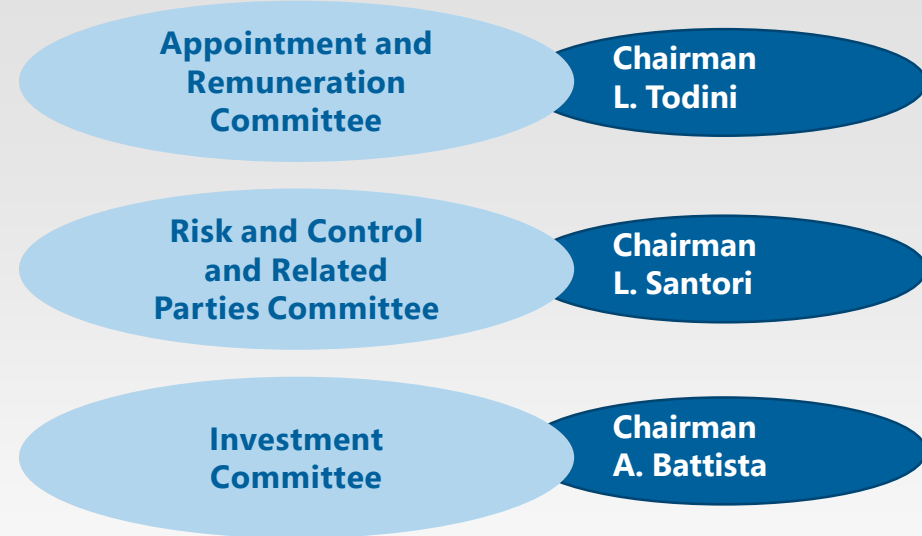 Appointment and
Remuneration
Committee
Chairman
L. Todini
Risk and Control
and Related
Parties Committee
Chairman
L. Santori
Investment
Committee
Chairman
A. Battista